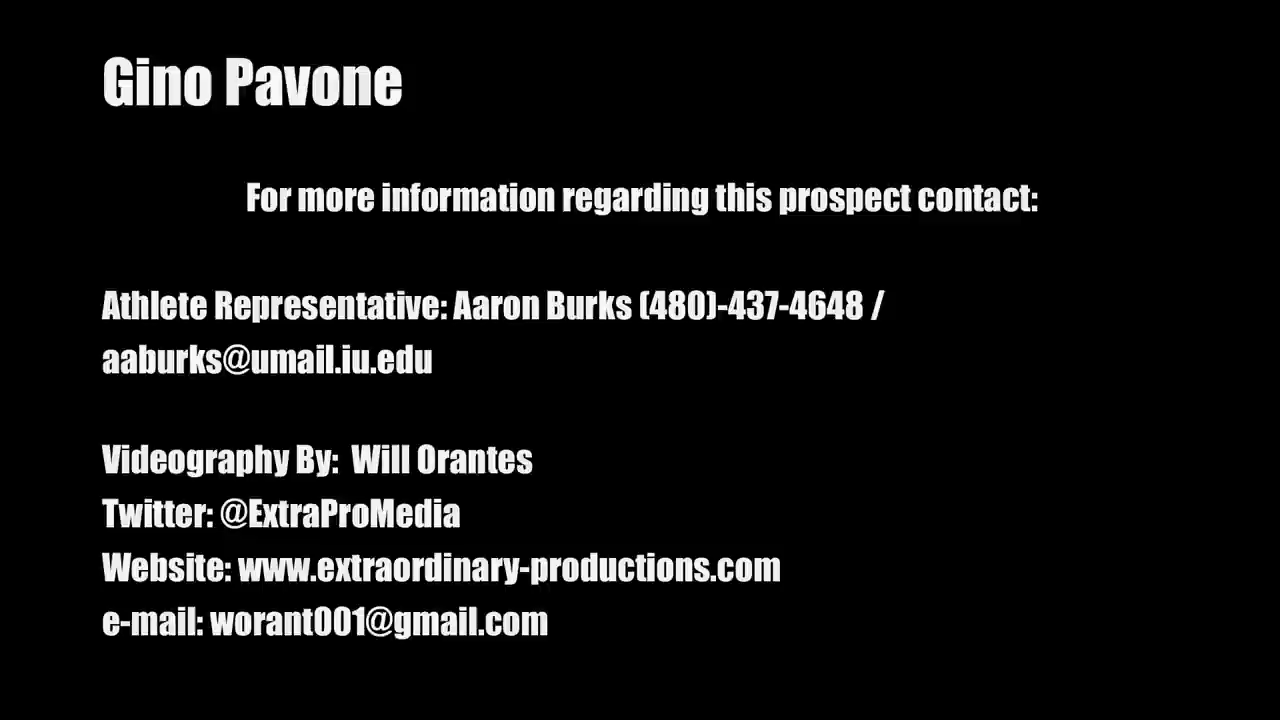 Gino Pavone
For more information regarding this prospect contact:
Athlete Representative: Aaron Burks (480)-437-4648 /
aaburks@umail.iu.edu
Videography By:  Will Orantes
Twitter: @ExtraProMedia
Website: www.extraordinary-productions.com
e-mail: worant001@gmail.com